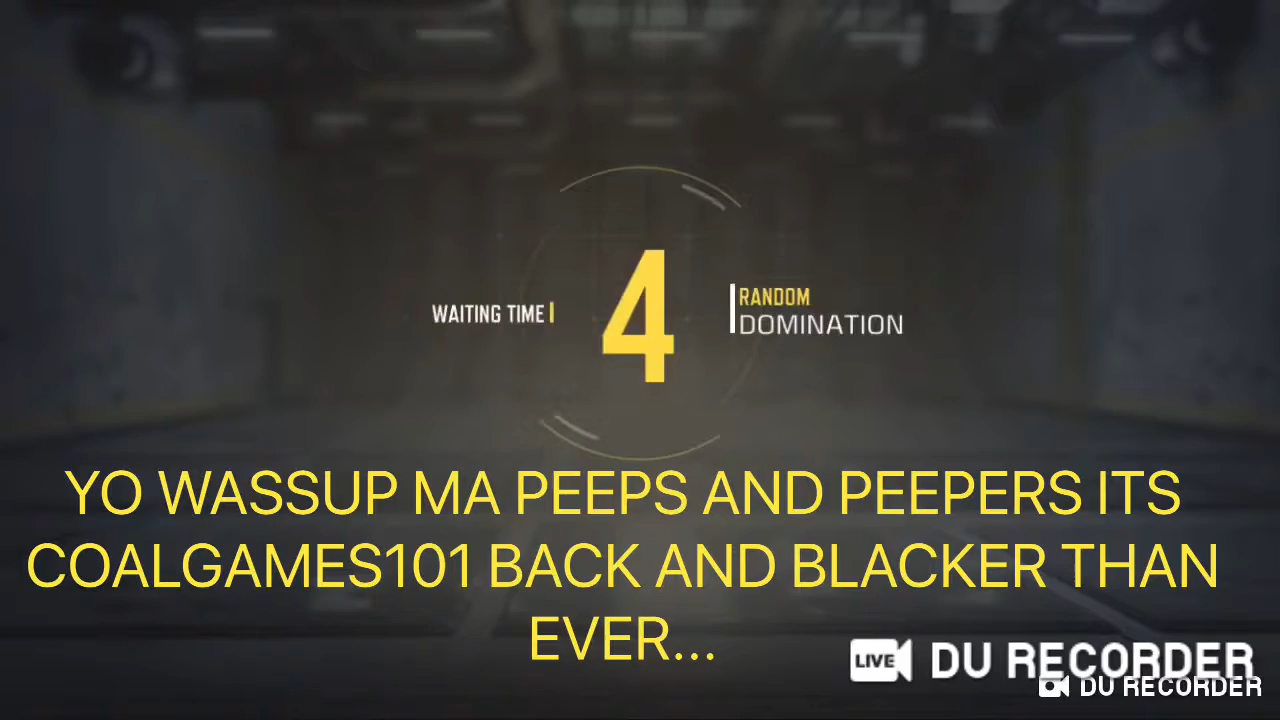 WAITING TIME
4
RANDOM
DOMINATION
YO WASSUP MA PEEPS AND PEEPERS ITS
COALGAMES101 BACK AND BLACKER THAN
EVER...
LIVE DU RECORDER
DU RECORDER